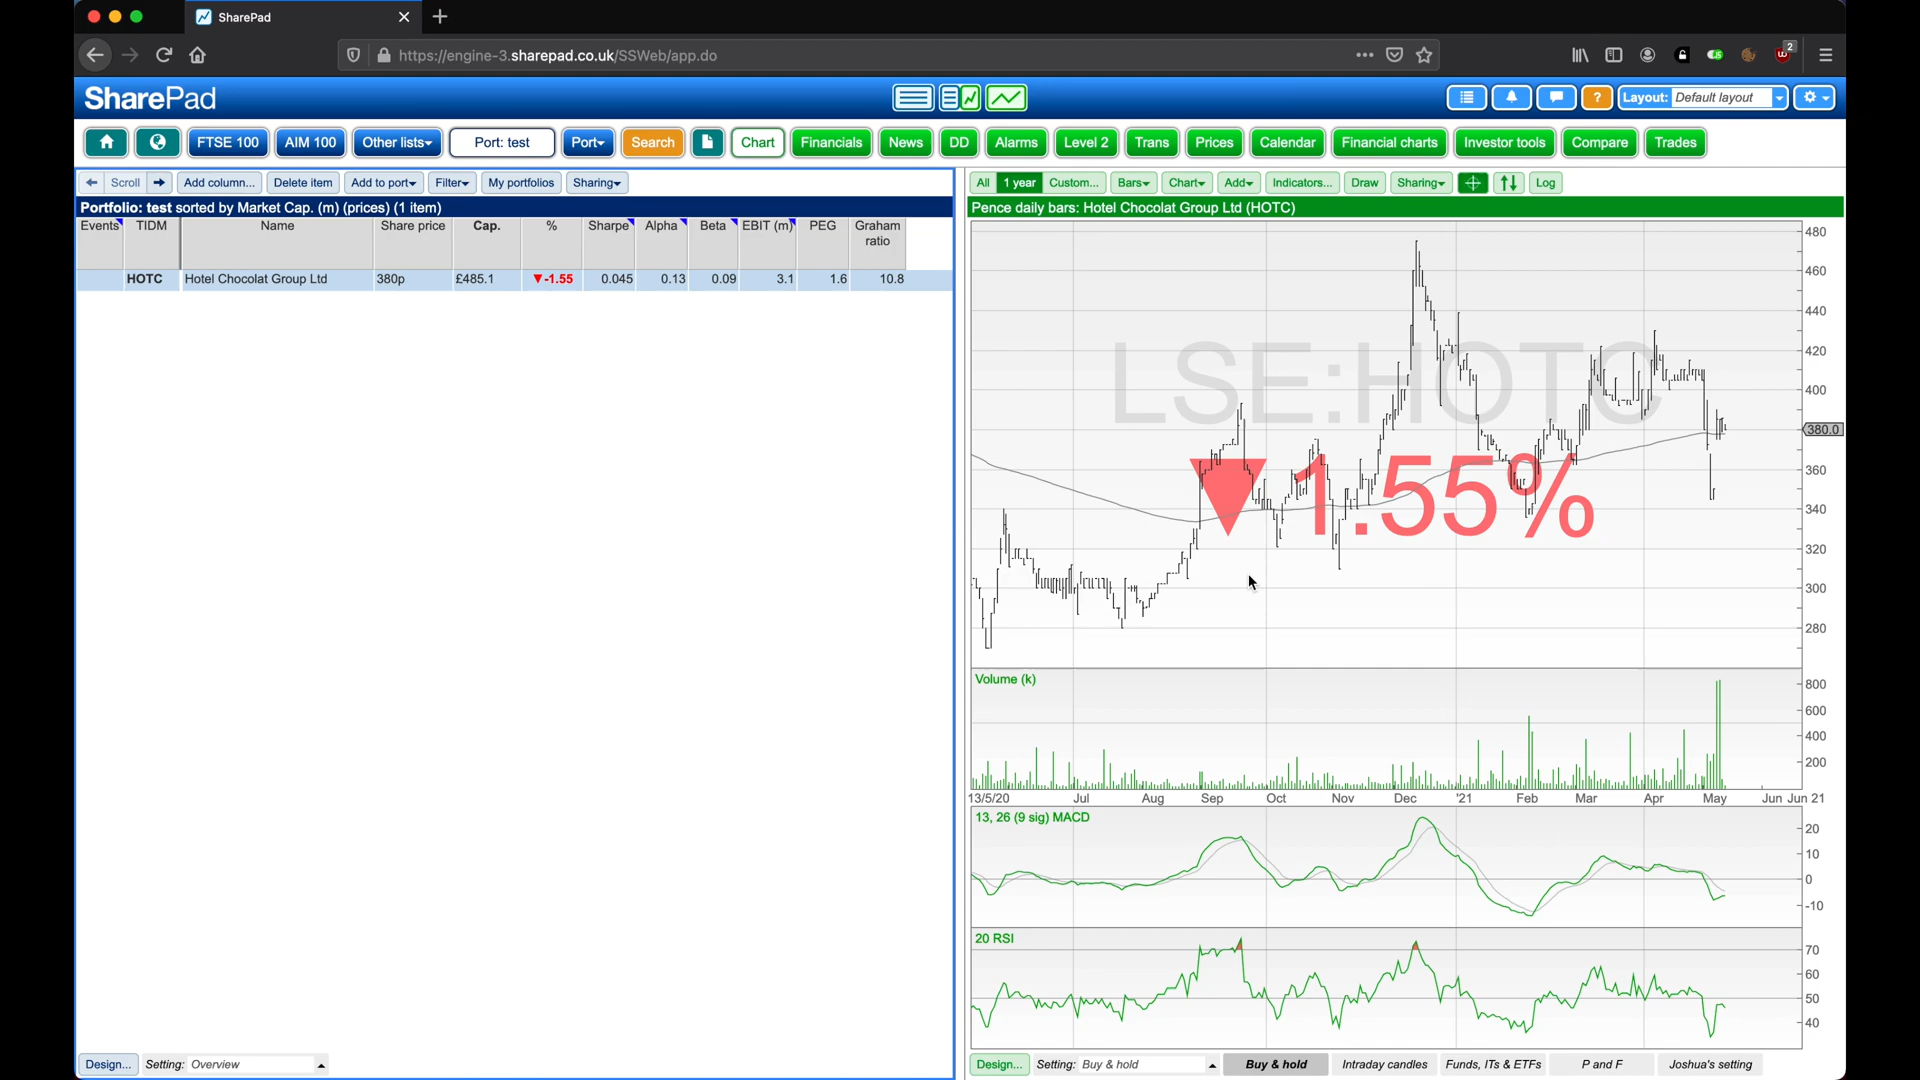 SharePad
https://engine-3.sharepad.co.uk/SSWeb/app.do
2
SharePad
? Layout: Default layout
FTSE 100 AIM 100 Other lists Port: test Port Search Chart Financials News DD Alarms Level 2 Trans Prices Calendar Financial charts Investor tools Compare Trades
Scroll Add column... Delete item Add to port Filter My portfolios Sharing
All 1 year Custom... Bars Chart Add Indicators... Draw Sharing Log
Portfolio: test sorted by Market Cap. (m) (prices) (1 item)
Pence daily bars: Hotel Chocolat Group Ltd (HOTC)
Events TIDM Name Share price Cap. % Sharpe Alpha Beta EBIT (m) PEG Graham ratio
HOTC Hotel Chocolat Group Ltd 380p £485.1 ▼-1.55 0.045 0.13 0.09 3.1 1.6 10.8
LSE:HOTC
▼1.55%
480
460
440
420
400
380.0
360
340
320
300
280
Volume (k)
800
600
400
200
13/5/20 Jul Aug Sep Oct Nov Dec '21 Feb Mar Apr May Jun Jun 21
13, 26 (9 sig) MACD
20
10
0
-10
20 RSI
70
60
50
40
Design... Setting: Overview
Design... Setting: Buy & hold Buy & hold Intraday candles Funds, ITs & ETFs P and F Joshua's setting